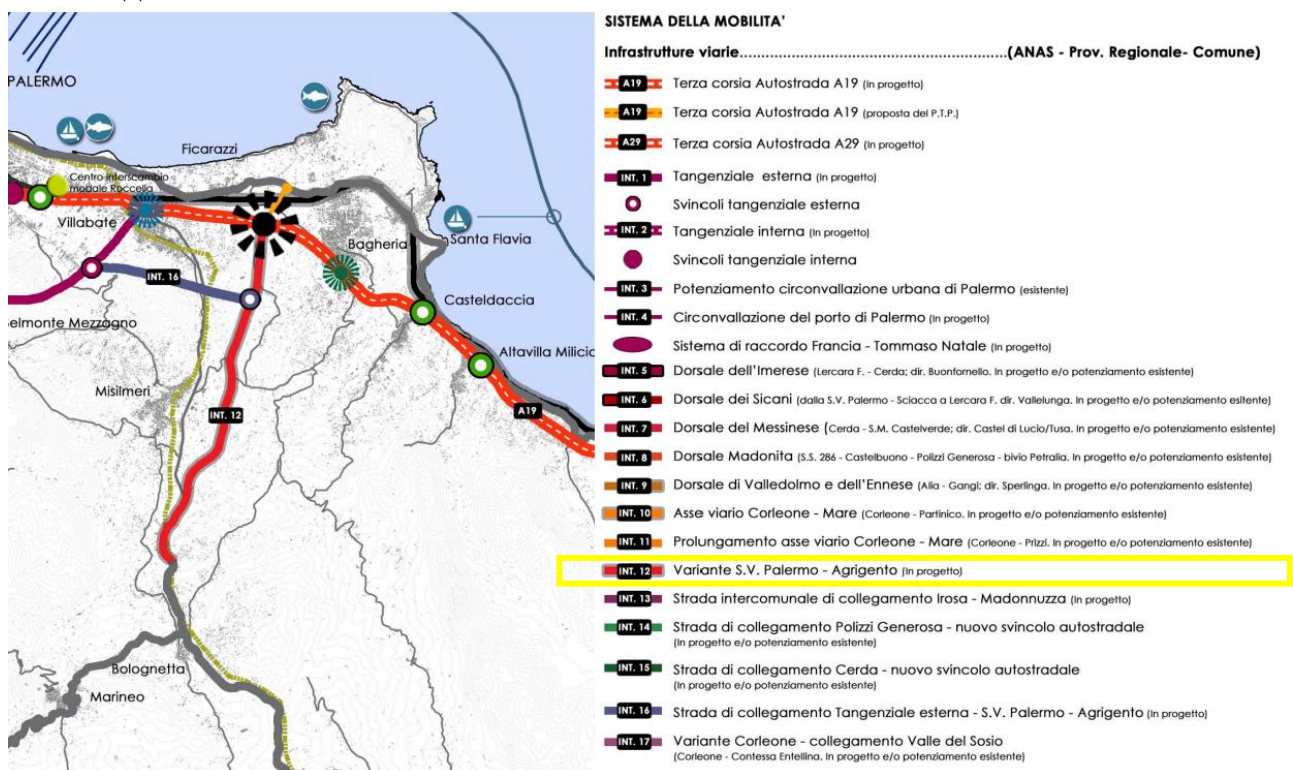 PALERMO
Ficarazzi
Centro interscambio
modale Roccella
Villabate
Bagheria
Santa Flavia
INT. 16
Casteldaccia
elmonte Mezzagno
Altavilla Milicic
Misilmeri
INT. 12
A19
Bolognetta
Marineo
SISTEMA DELLA MOBILITA'
Infrastrutture viarie.......................................................(ANAS - Prov. Regionale- Comune)
A19 Terza corsia Autostrada A19 (In progetto)
A19 Terza corsia Autostrada A19 (proposta del P.T.P.)
A29 Terza corsia Autostrada A29 (In progetto)
INT. 1 Tangenziale esterna (In progetto)
Svincoli tangenziale esterna
INT. 2 Tangenziale interna (In progetto)
Svincoli tangenziale interna
INT. 3 Potenziamento circonvallazione urbana di Palermo (esistente)
INT. 4 Circonvallazione del porto di Palermo (In progetto)
Sistema di raccordo Francia - Tommaso Natale (In progetto)
INT. 5 Dorsale dell'Imerese (Lercara F. - Cerda; dir. Buonfornello. In progetto e/o potenziamento esistente)
INT. 6 Dorsale dei Sicani (dalla S.V. Palermo - Sciacca a Lercara F. dir. Vallelunga. In progetto e/o potenziamento esitente)
INT. 7 Dorsale del Messinese (Cerda - S.M. Castelverde; dir. Castel di Lucio/Tusa. In progetto e/o potenziamento esistente)
INT. 8 Dorsale Madonita (S.S. 286 - Castelbuono - Polizzi Generosa - bivio Petralia. In progetto e/o potenziamento esistente)
INT. 9 Dorsale di Valledolmo e dell'Ennese (Alia - Gangi; dir. Sperlinga. In progetto e/o potenziamento esistente)
INT. 10 Asse viario Corleone - Mare (Corleone - Partinico. In progetto e/o potenziamento esistente)
INT. 11 Prolungamento asse viario Corleone - Mare (Corleone - Prizzi. In progetto e/o potenziamento esistente)
INT. 12 Variante S.V. Palermo - Agrigento (In progetto)
INT. 13 Strada intercomunale di collegamento Irosa - Madonnuzza (In progetto)
INT. 14 Strada di collegamento Polizzi Generosa - nuovo svincolo autostradale
(In progetto e/o potenziamento esistente)
INT. 15 Strada di collegamento Cerda - nuovo svincolo autostradale
(In progetto e/o potenziamento esistente)
INT. 16 Strada di collegamento Tangenziale esterna - S.V. Palermo - Agrigento (In progetto)
INT. 17 Variante Corleone - collegamento Valle del Sosio
(Corleone - Contessa Entellina. In progetto e/o potenziamento esistente)